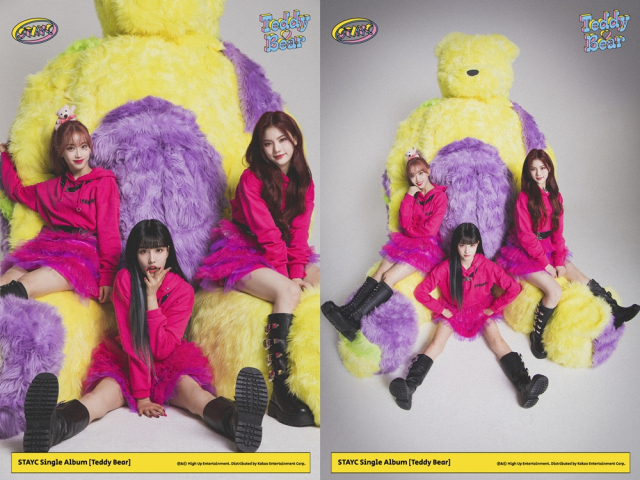 STAYC
Teddy
Bear
STAYC Single Album [Teddy Bear]
℗&© High Up Entertainment. Distributed by Kakao Entertainment Corp.
STAYC
Teddy
Bear
STAYC Single Album [Teddy Bear]
℗&© High Up Entertainment. Distributed by Kakao Entertainment Corp.